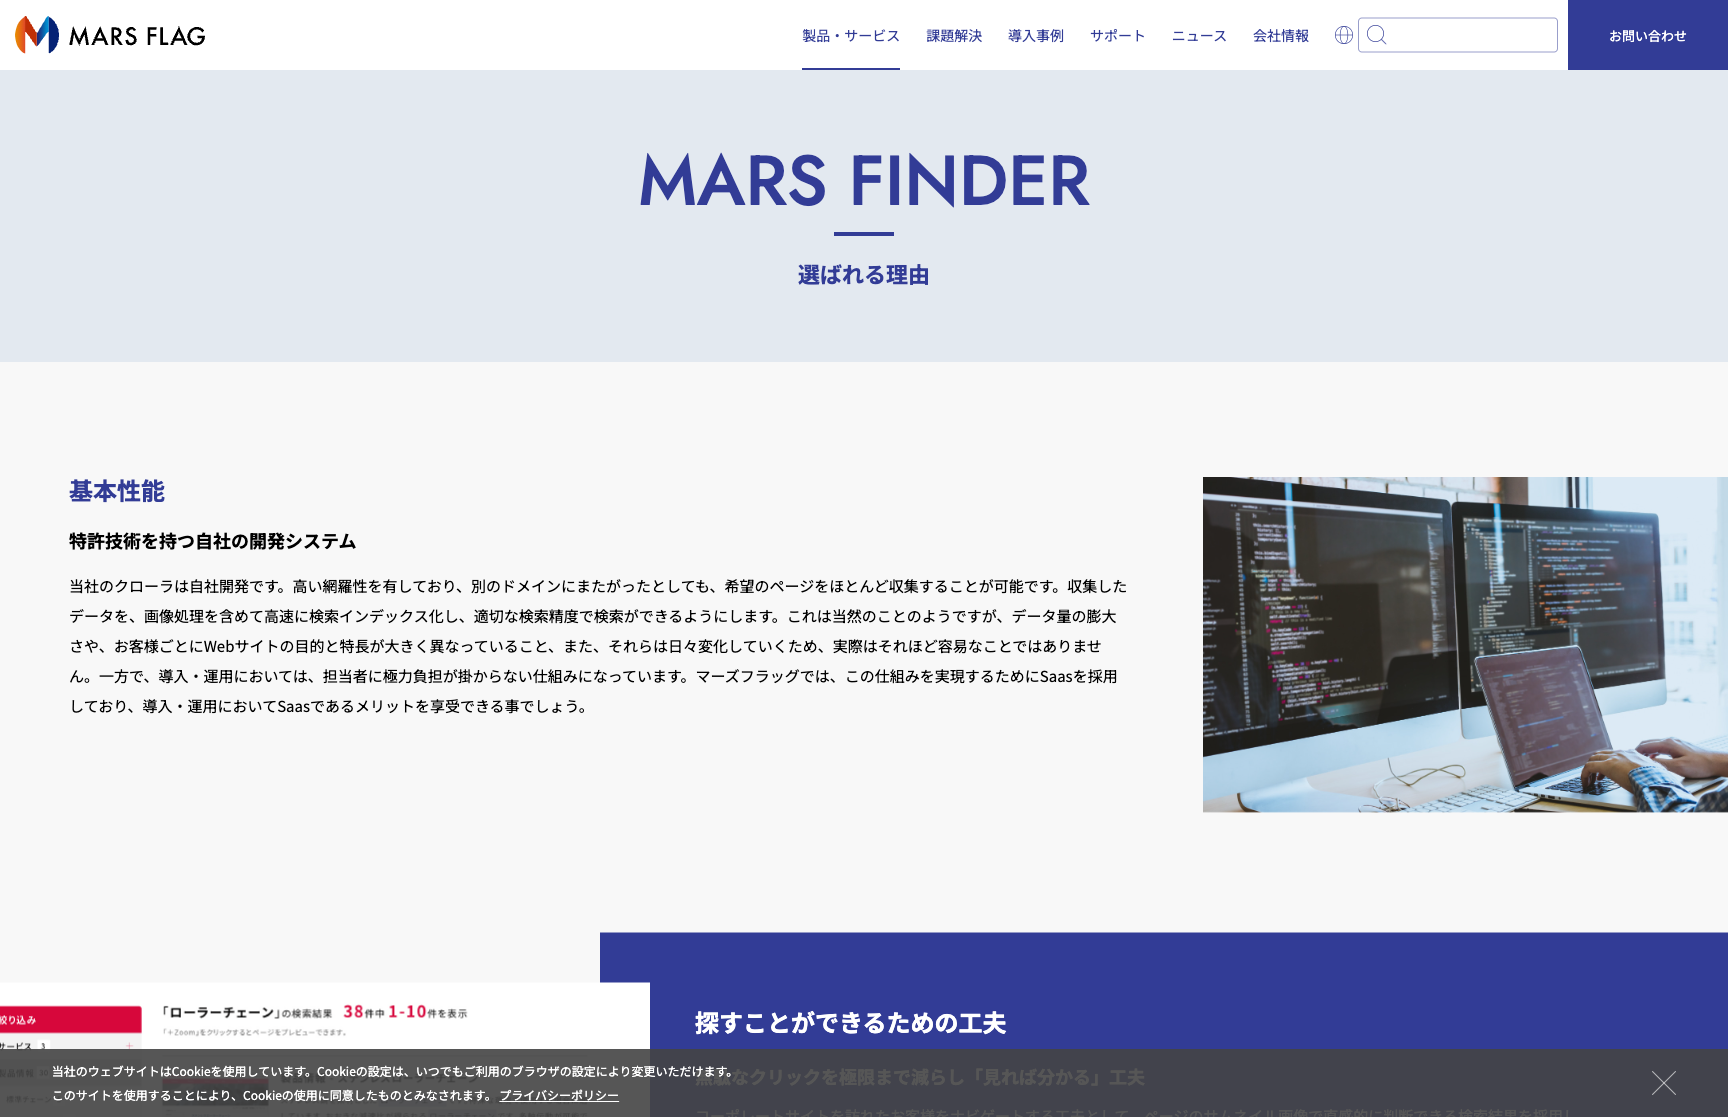 MARS FLAG
製品・サービス 課題解決 導入事例 サポート ニュース 会社情報 お問い合わせ
MARS FINDER
選ばれる理由
基本性能
特許技術を持つ自社の開発システム
当社のクローラは自社開発です。高い網羅性を有しており、別のドメインにまたがったとしても、希望のページをほとんど収集することが可能です。収集した
データを、画像処理を含めて高速に検索インデックス化し、適切な検索精度で検索ができるようにします。これは当然のことのようですが、データ量の膨大
さや、お客様ごとにWebサイトの目的と特長が大きく異なっていること、また、それらは日々変化していくため、実際はそれほど容易なことではありませ
ん。一方で、導入・運用においては、担当者に極力負担が掛からない仕組みになっています。マーズフラッグでは、この仕組みを実現するためにSaasを採用
しており、導入・運用においてSaasであるメリットを享受できる事でしょう。
絞り込み
サービス 3
「ローラーチェーン」の検索結果 38件中 1-10件を表示
「＋Zoom」をクリックするとページをプレビューできます。
探すことができるための工夫
無駄なクリックを極限まで減らし「見れば分かる」工夫
当社のウェブサイトはCookieを使用しています。Cookieの設定は、いつでもご利用のブラウザの設定により変更いただけます。
このサイトを使用することにより、Cookieの使用に同意したものとみなされます。 プライバシーポリシー